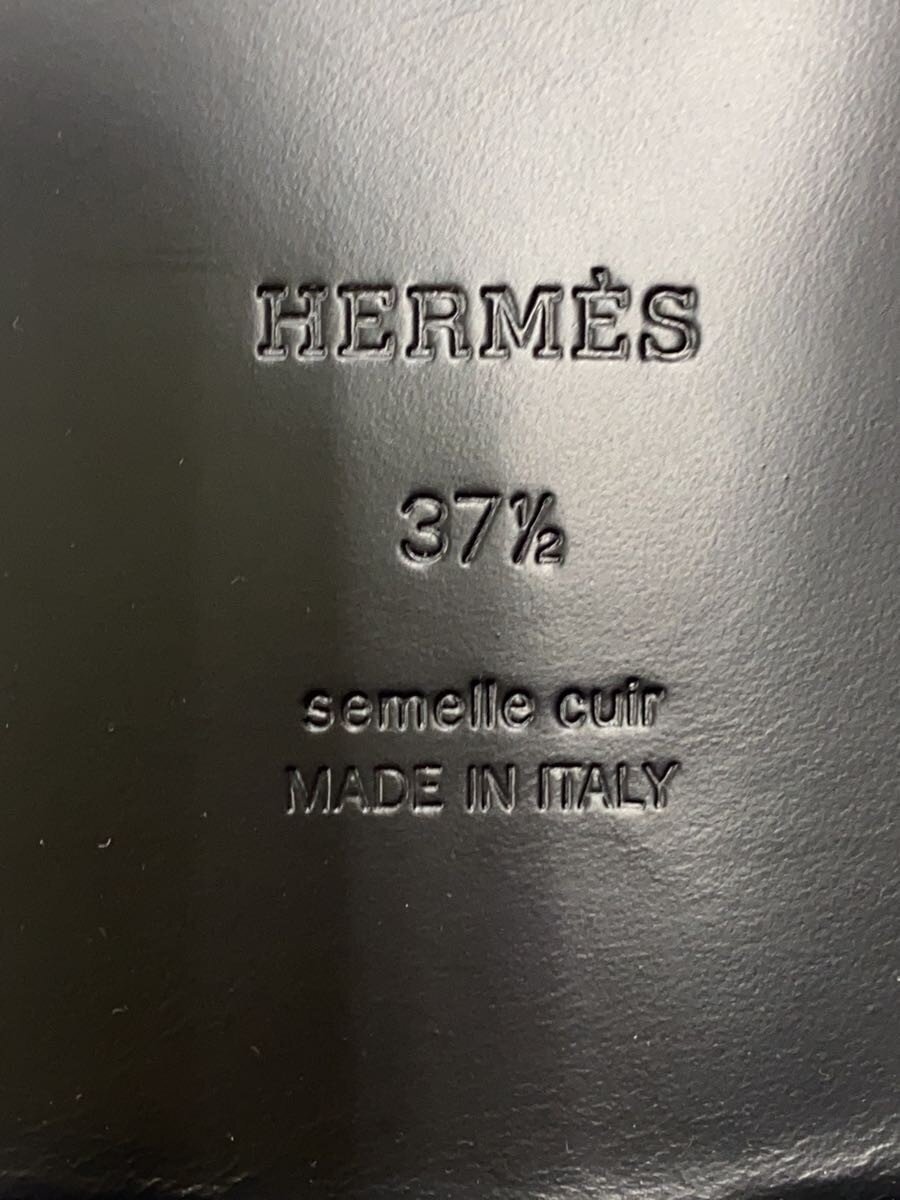 HERMÈS
37½
semelle cuir
MADE IN ITALY